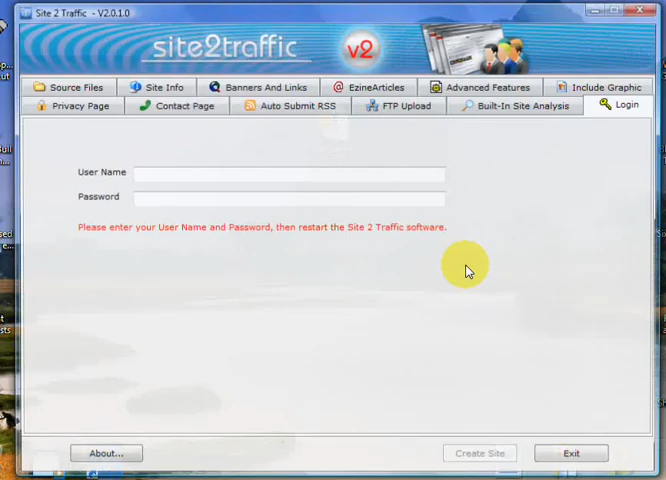 Site 2 Traffic - V2.0.1.0
site2traffic v2
Source Files Site Info Banners And Links EzineArticles Advanced Features Include Graphic
Privacy Page Contact Page Auto Submit RSS FTP Upload Built-In Site Analysis Login
User Name
Password
Please enter your User Name and Password, then restart the Site 2 Traffic software.
About... Create Site Exit